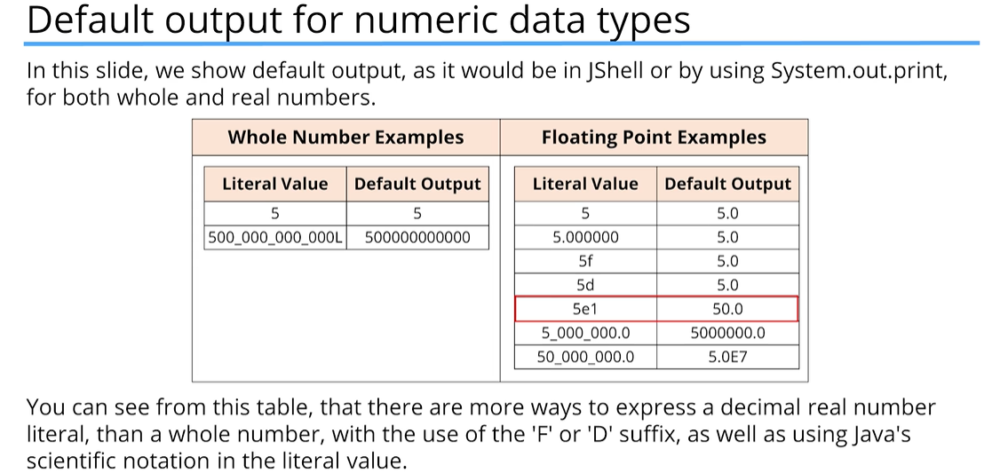 Default output for numeric data types
In this slide, we show default output, as it would be in JShell or by using System.out.print,
for both whole and real numbers.
Whole Number Examples
Floating Point Examples
Literal Value
Default Output
Literal Value
Default Output
5
5
5
5.0
500_000_000_000L
500000000000
5.000000
5.0
5f
5.0
5d
5.0
5e1
50.0
5_000_000.0
5000000.0
50_000_000.0
5.0E7
You can see from this table, that there are more ways to express a decimal real number
literal, than a whole number, with the use of the 'F' or 'D' suffix, as well as using Java's
scientific notation in the literal value.